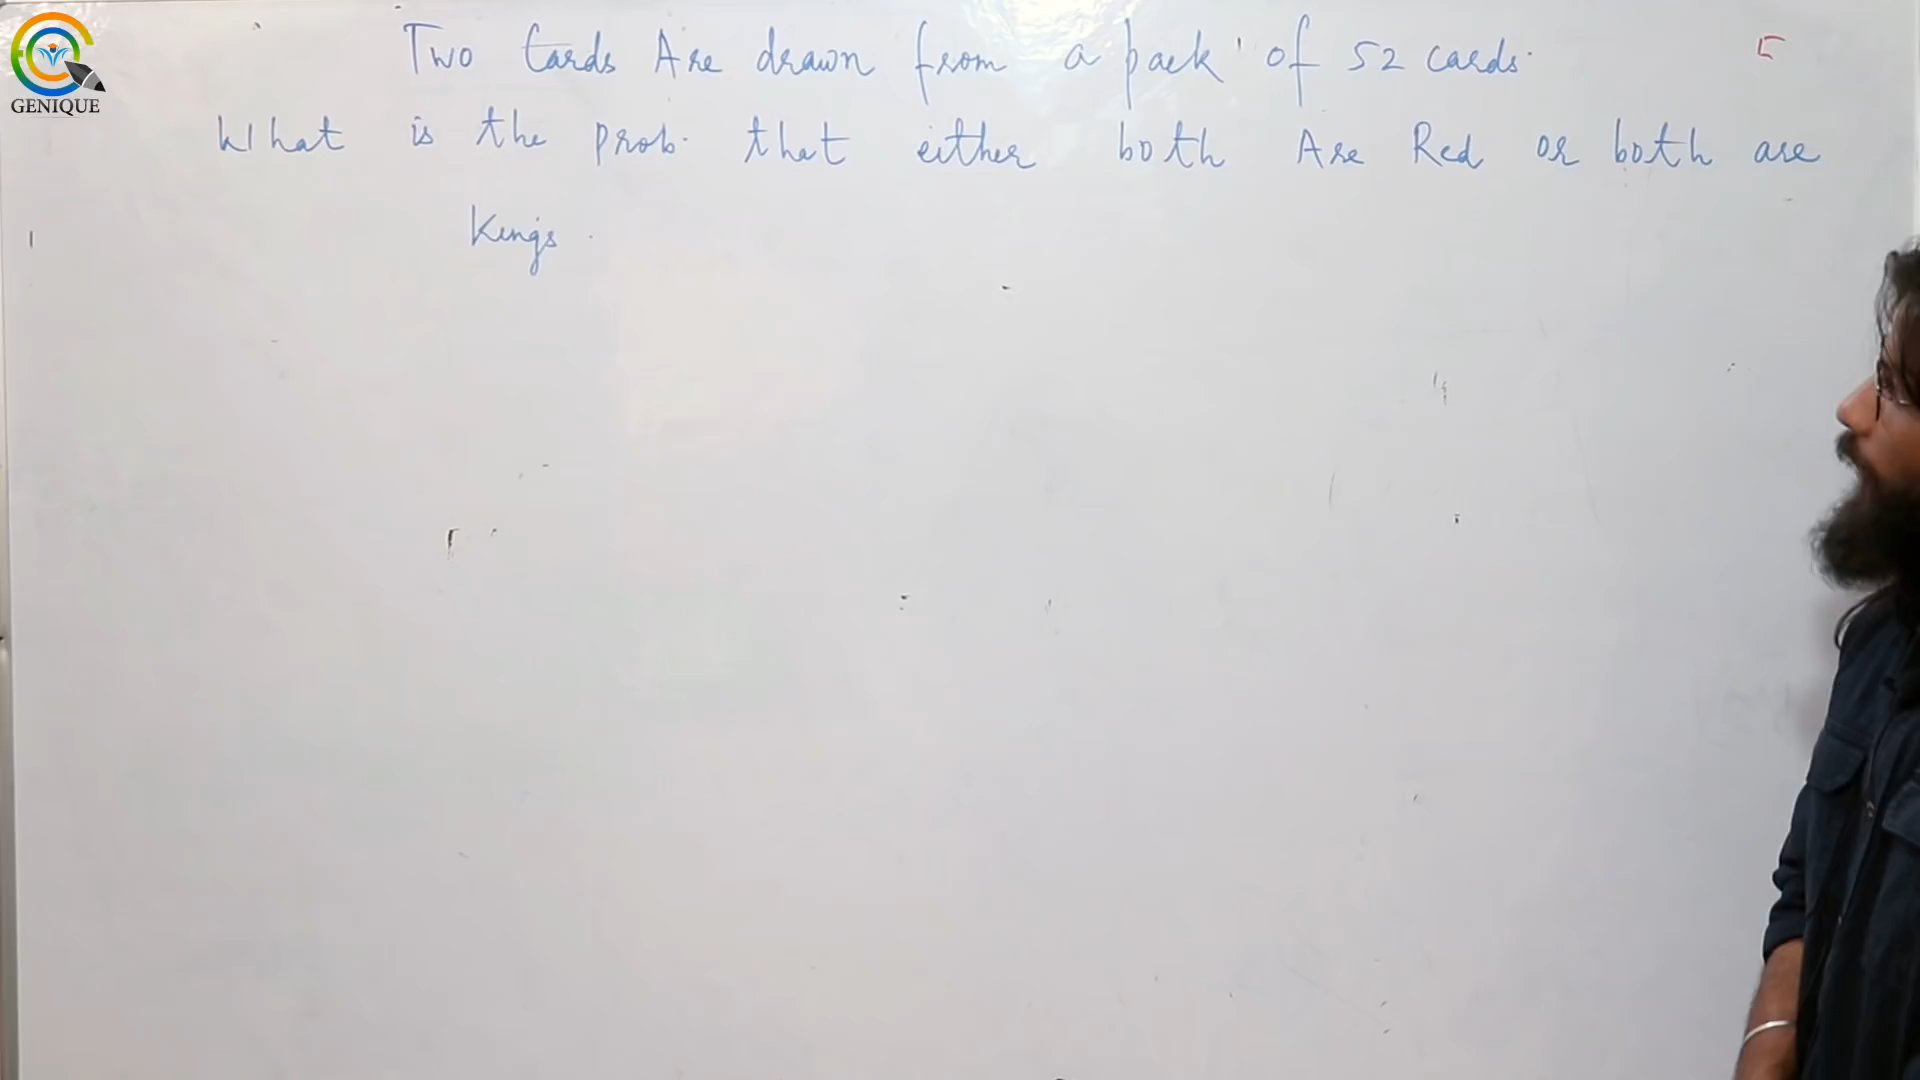 GENIQUE
Two Cards Are drawn from a pack of 52 cards.
What is the prob. that either both Are Red or both are
Kings.